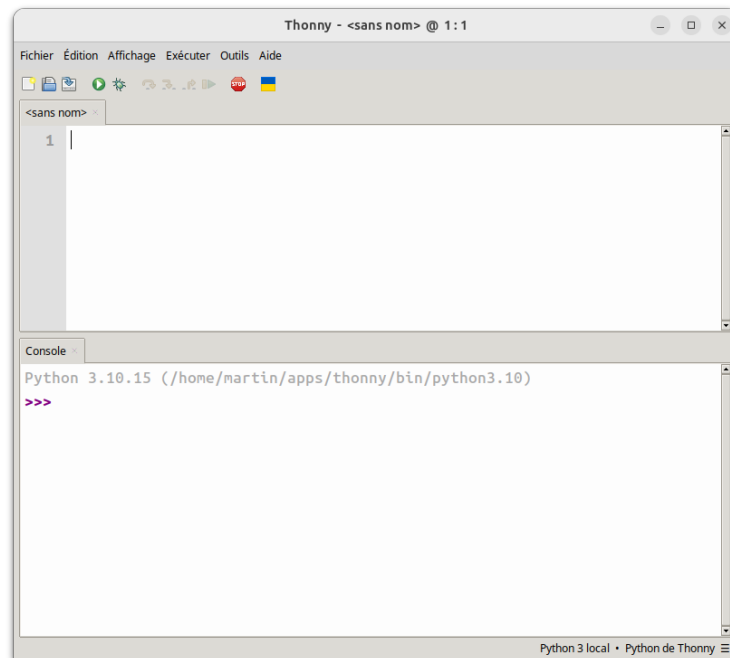 Thonny - <sans nom> @ 1:1
Fichier Édition Affichage Exécuter Outils Aide
STOP
<sans nom>
1
Console
Python 3.10.15 (/home/martin/apps/thonny/bin/python3.10)
>>>
Python 3 local • Python de Thonny ☰